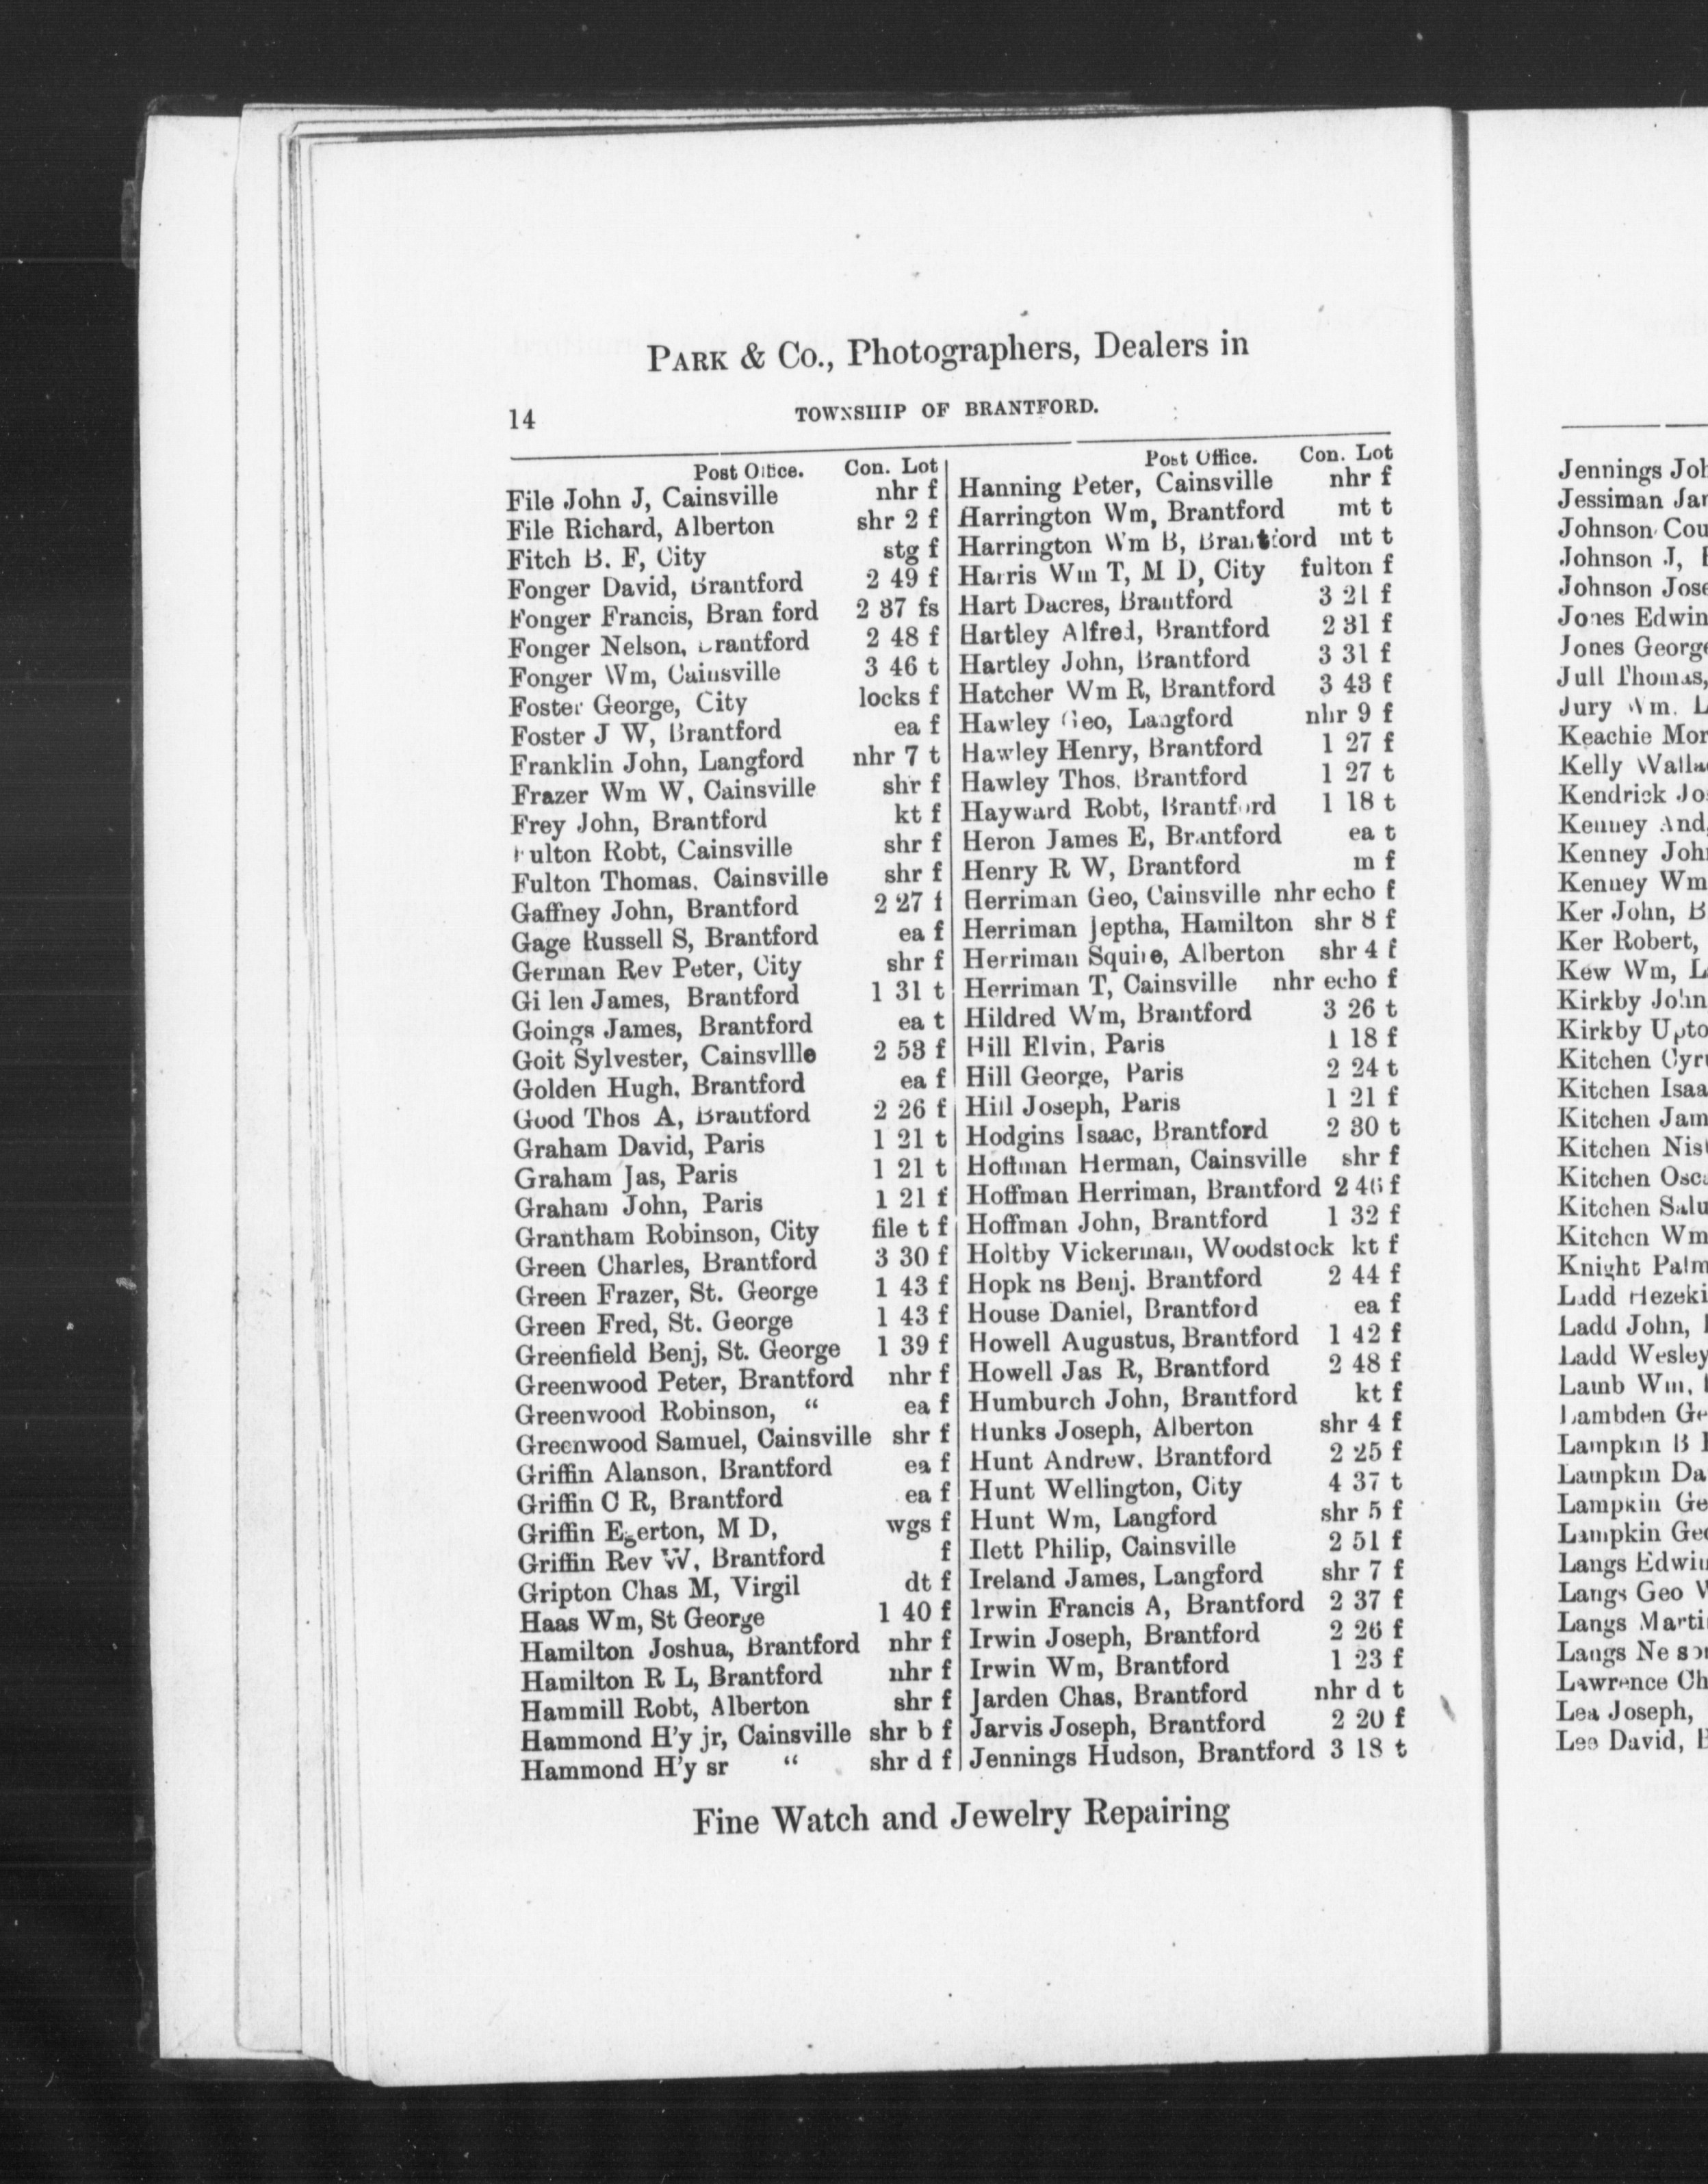 PARK & Co., Photographers, Dealers in
14 TOWNSHIP OF BRANTFORD.
Post Office. Con. Lot
File John J, Cainsville nhr f
File Richard, Alberton shr 2 f
Fitch B. F, City stg f
Fonger David, Brantford 2 49 f
Fonger Francis, Bran ford 2 37 fs
Fonger Nelson, Brantford 2 48 f
Fonger Wm, Cainsville 3 46 t
Foster George, City locks f
Foster J W, Brantford ea f
Franklin John, Langford nhr 7 t
Frazer Wm W, Cainsville shr f
Frey John, Brantford kt f
Fulton Robt, Cainsville shr f
Fulton Thomas. Cainsville shr f
Gaffney John, Brantford 2 27 f
Gage Russell S, Brantford ea f
German Rev Peter, City shr f
Gi len James, Brantford 1 31 t
Goings James, Brantford ea t
Goit Sylvester, Cainsvllle 2 53 f
Golden Hugh, Brantford ea f
Good Thos A, Brantford 2 26 f
Graham David, Paris 1 21 t
Graham Jas, Paris 1 21 t
Graham John, Paris 1 21 f
Grantham Robinson, City file t f
Green Charles, Brantford 3 30 f
Green Frazer, St. George 1 43 f
Green Fred, St. George 1 43 f
Greenfield Benj, St. George 1 39 f
Greenwood Peter, Brantford nhr f
Greenwood Robinson, “ ea f
Greenwood Samuel, Cainsville shr f
Griffin Alanson, Brantford ea f
Griffin C R, Brantford ea f
Griffin Egerton, M D, wgs f
Griffin Rev W, Brantford f
Gripton Chas M, Virgil dt f
Haas Wm, St George 1 40 f
Hamilton Joshua, Brantford nhr f
Hamilton R L, Brantford nhr f
Hammill Robt, Alberton shr f
Hammond H'y jr, Cainsville shr b f
Hammond H'y sr “ shr d f
Post Office. Con. Lot
Hanning Peter, Cainsville nhr f
Harrington Wm, Brantford mt t
Harrington Wm B, Brantford mt t
Harris Wm T, M D, City fulton f
Hart Dacres, Brantford 3 21 f
Hartley Alfred, Brantford 2 31 f
Hartley John, Brantford 3 31 f
Hatcher Wm R, Brantford 3 43 f
Hawley Geo, Langford nhr 9 f
Hawley Henry, Brantford 1 27 f
Hawley Thos. Brantford 1 27 t
Hayward Robt, Brantford 1 18 t
Heron James E, Brantford ea t
Henry R W, Brantford m f
Herriman Geo, Cainsville nhr echo f
Herriman Jeptha, Hamilton shr 8 f
Herriman Squire, Alberton shr 4 f
Herriman T, Cainsville nhr echo f
Hildred Wm, Brantford 3 26 t
Hill Elvin, Paris 1 18 f
Hill George, Paris 2 24 t
Hill Joseph, Paris 1 21 f
Hodgins Isaac, Brantford 2 30 t
Hoffman Herman, Cainsville shr f
Hoffman Herriman, Brantford 2 46 f
Hoffman John, Brantford 1 32 f
Holtby Vickerman, Woodstock kt f
Hopk ns Benj. Brantford 2 44 f
House Daniel, Brantford ea f
Howell Augustus, Brantford 1 42 f
Howell Jas R, Brantford 2 48 f
Humburch John, Brantford kt f
Hunks Joseph, Alberton shr 4 f
Hunt Andrew. Brantford 2 25 f
Hunt Wellington, City 4 37 t
Hunt Wm, Langford shr 5 f
Ilett Philip, Cainsville 2 51 f
Ireland James, Langford shr 7 f
Irwin Francis A, Brantford 2 37 f
Irwin Joseph, Brantford 2 26 f
Irwin Wm, Brantford 1 23 f
Jarden Chas, Brantford nhr d t
Jarvis Joseph, Brantford 2 20 f
Jennings Hudson, Brantford 3 18 t
Fine Watch and Jewelry Repairing
Jennings
Jessiman
Johnson
Johnson J,
Johnson
Jones Edwin
Jones George
Jull Thomas,
Jury Wm.
Keachie
Kelly
Kendrick
Kenney
Kenney
Kenney Wm
Ker John,
Ker Robert,
Kew Wm,
Kirkby John
Kirkby
Kitchen
Kitchen
Kitchen
Kitchen
Kitchen
Kitchen
Kitchen Wm
Knight
Ladd
Ladd John,
Ladd Wesley
Lamb Wm,
Lambden
Lampkin B
Lampkin
Lampkin
Lampkin
Langs
Langs Geo
Langs
Langs
Lawrence
Lea Joseph,
Lee David,